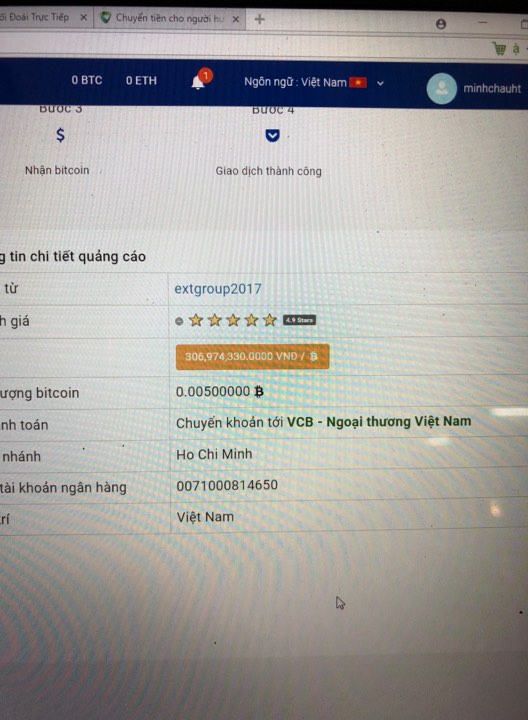 ối Đoái Trực Tiếp
Chuyển tiền cho người hư
0 BTC 0 ETH 1 Ngôn ngữ : Việt Nam minhchauht
Bước 3 Bước 4
Nhận bitcoin Giao dịch thành công
g tin chi tiết quảng cáo
từ extgroup2017
h giá 4.9 Stars
306,974,330.0000 VNĐ / ₿
ượng bitcoin 0.00500000 ₿
nh toán Chuyển khoản tới VCB - Ngoại thương Việt Nam
nhánh Ho Chi Minh
tài khoản ngân hàng 0071000814650
rí Việt Nam